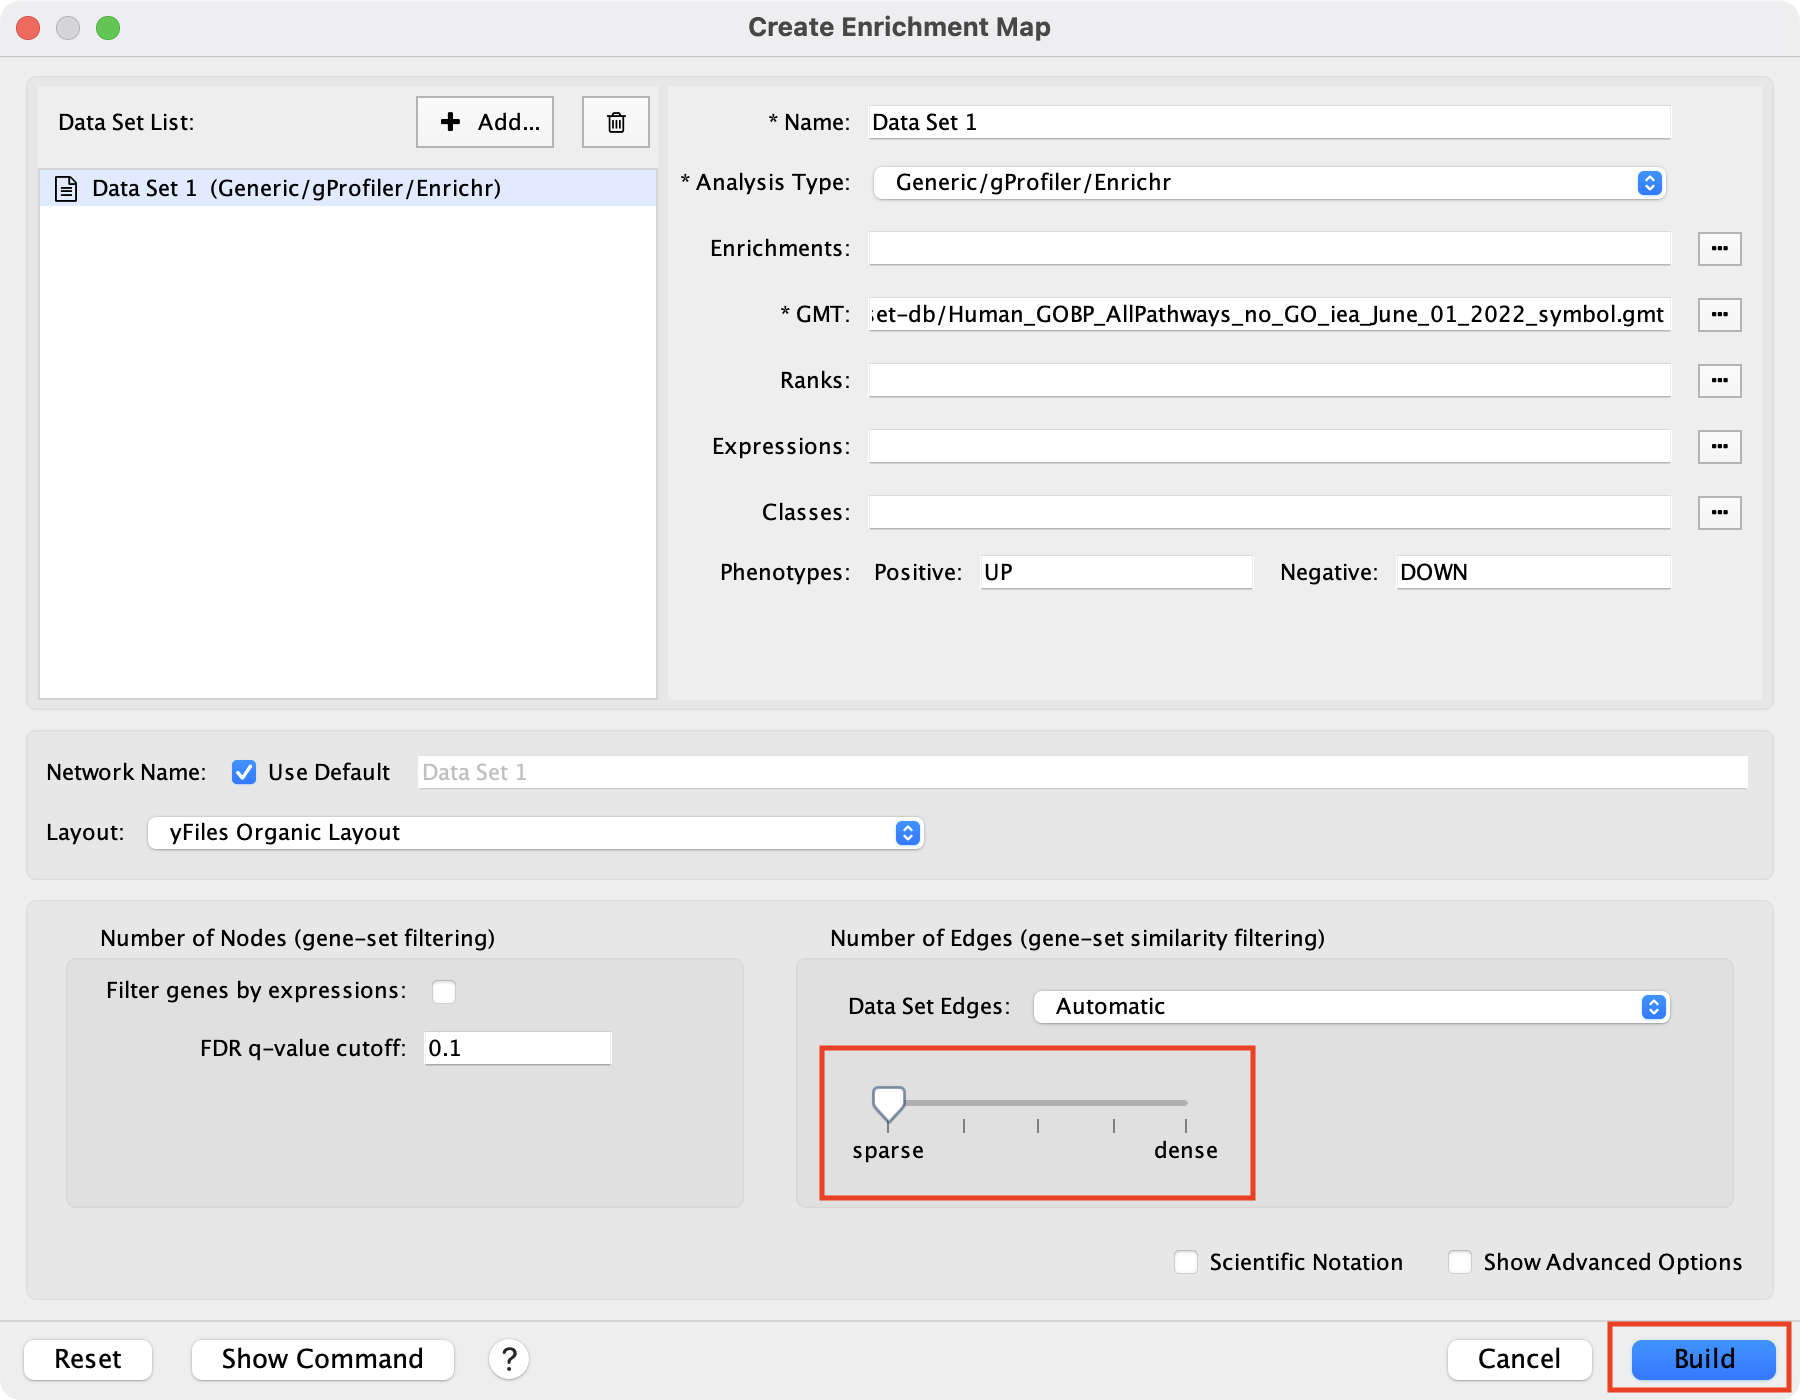 Create Enrichment Map
Data Set List:
Add...
Data Set 1 (Generic/gProfiler/Enrichr)
* Name: Data Set 1
* Analysis Type: Generic/gProfiler/Enrichr
Enrichments:
* GMT: set-db/Human_GOBP_AllPathways_no_GO_iea_June_01_2022_symbol.gmt
Ranks:
Expressions:
Classes:
Phenotypes: Positive: UP Negative: DOWN
Network Name: Use Default Data Set 1
Layout: yFiles Organic Layout
Number of Nodes (gene-set filtering)
Filter genes by expressions:
FDR q-value cutoff: 0.1
Number of Edges (gene-set similarity filtering)
Data Set Edges: Automatic
sparse dense
Scientific Notation Show Advanced Options
Reset Show Command ? Cancel Build